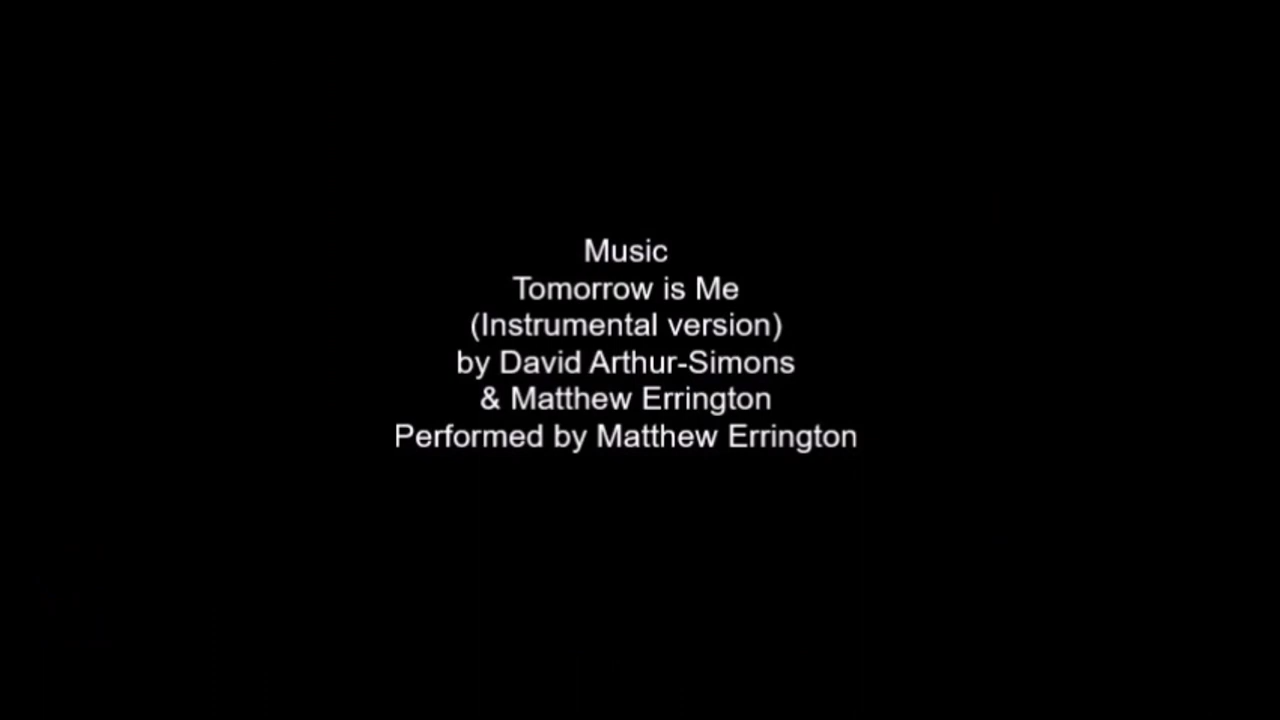 Music
Tomorrow is Me
(Instrumental version)
by David Arthur-Simons
& Matthew Errington
Performed by Matthew Errington